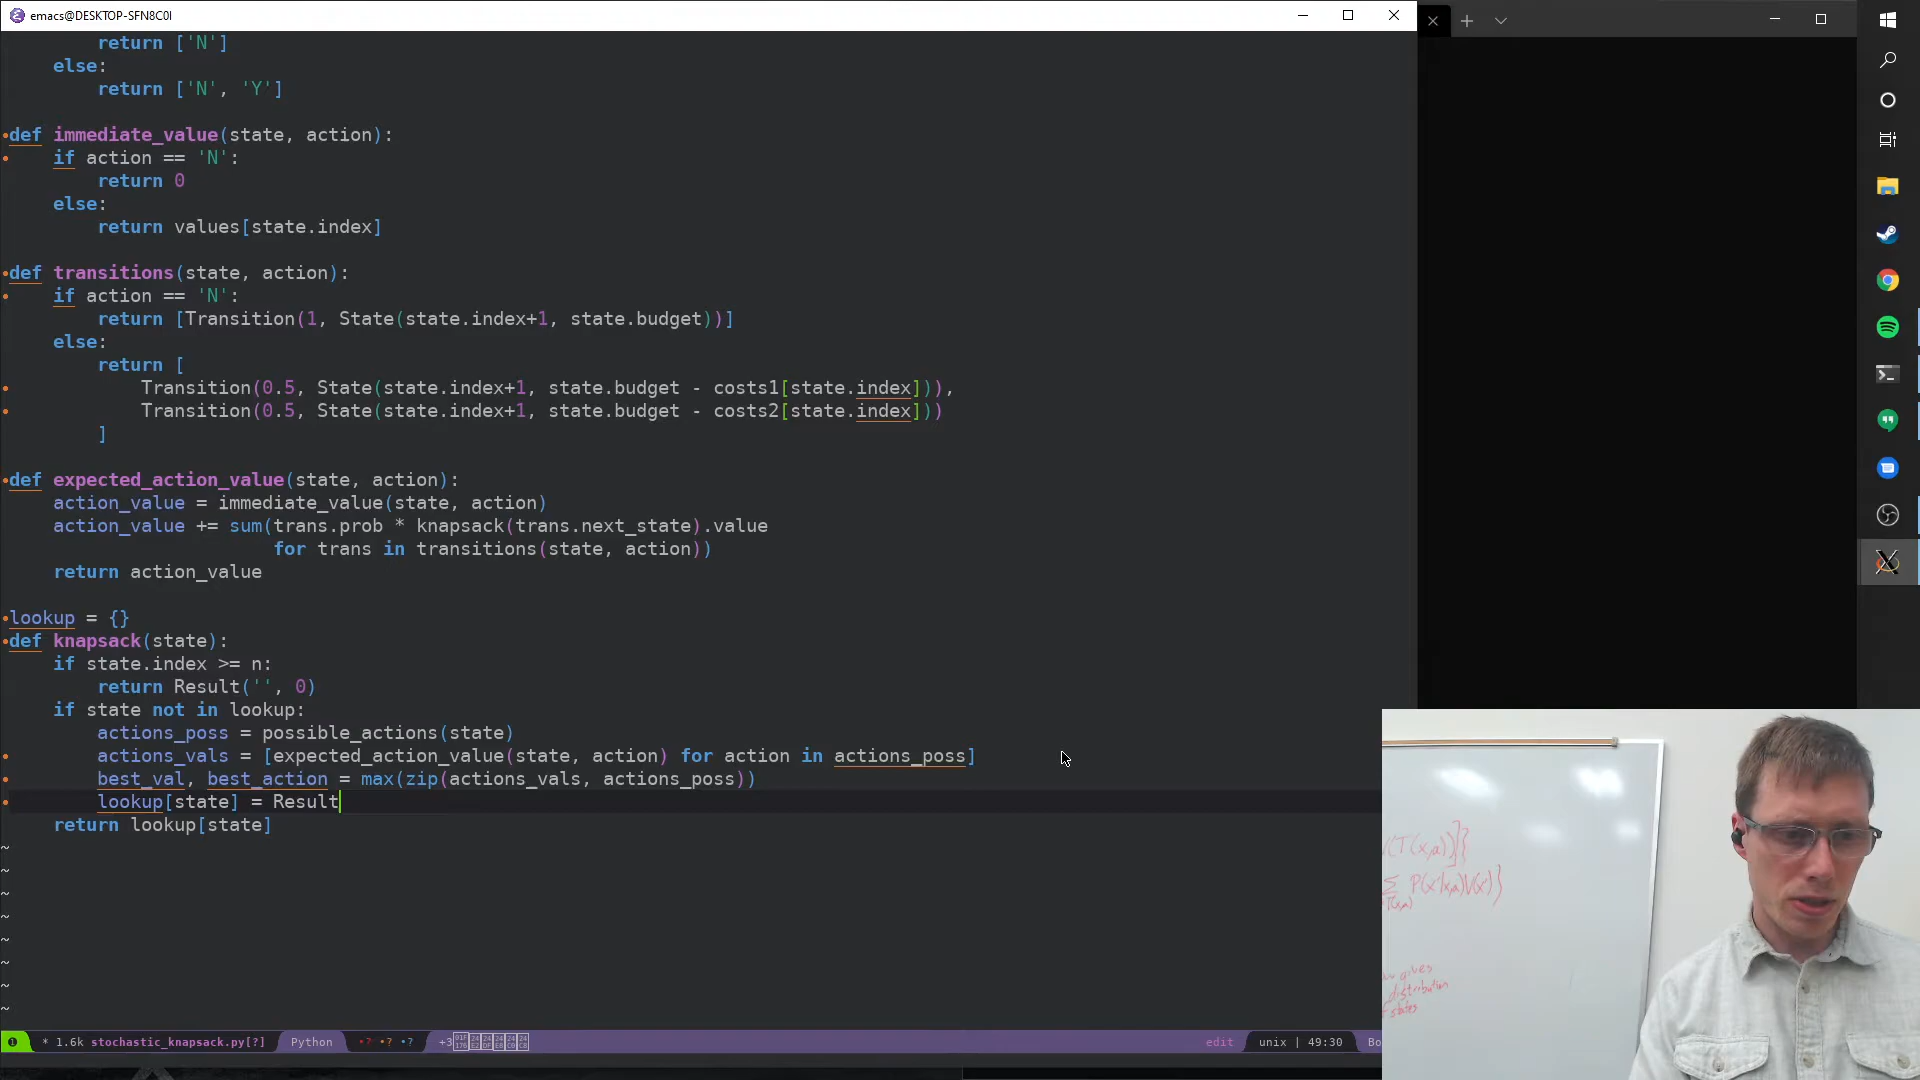 emacs@DESKTOP-SFN8C0I
return ['N']
else:
return ['N', 'Y']
def immediate_value(state, action):
if action == 'N':
return 0
else:
return values[state.index]
def transitions(state, action):
if action == 'N':
return [Transition(1, State(state.index+1, state.budget))]
else:
return [
Transition(0.5, State(state.index+1, state.budget - costs1[state.index])),
Transition(0.5, State(state.index+1, state.budget - costs2[state.index]))
]
def expected_action_value(state, action):
action_value = immediate_value(state, action)
action_value += sum(trans.prob * knapsack(trans.next_state).value
for trans in transitions(state, action))
return action_value
lookup = {}
def knapsack(state):
if state.index >= n:
return Result('', 0)
if state not in lookup:
actions_poss = possible_actions(state)
actions_vals = [expected_action_value(state, action) for action in actions_poss]
best_val, best_action = max(zip(actions_vals, actions_poss))
lookup[state] = Result
return lookup[state]
~
~
~
~
~
~
~
~
* 1.6k stochastic_knapsack.py[?] Python •? •? •? +3 edit unix | 49:30 Bo
V(T(x,a))]}
Σ P(x'|x,a)V(x')}
T(x,a)
gives
distribution
states